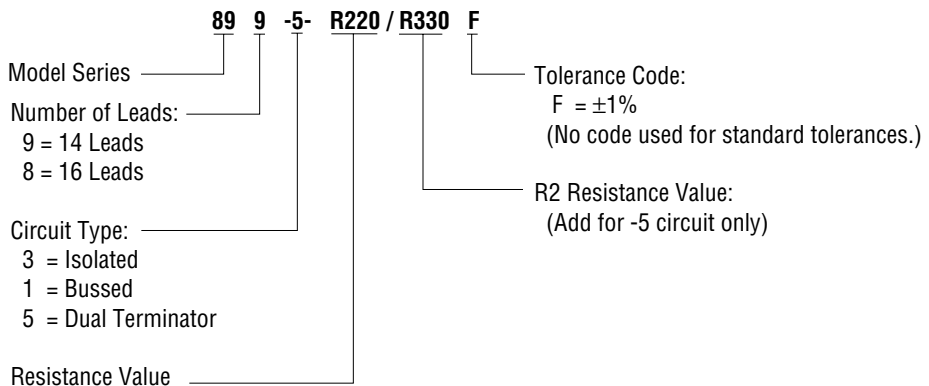 89 9 -5- R220 / R330 F
Model Series
Number of Leads:
9 = 14 Leads
8 = 16 Leads
Circuit Type:
3 = Isolated
1 = Bussed
5 = Dual Terminator
Resistance Value
Tolerance Code:
F = ±1%
(No code used for standard tolerances.)
R2 Resistance Value:
(Add for -5 circuit only)